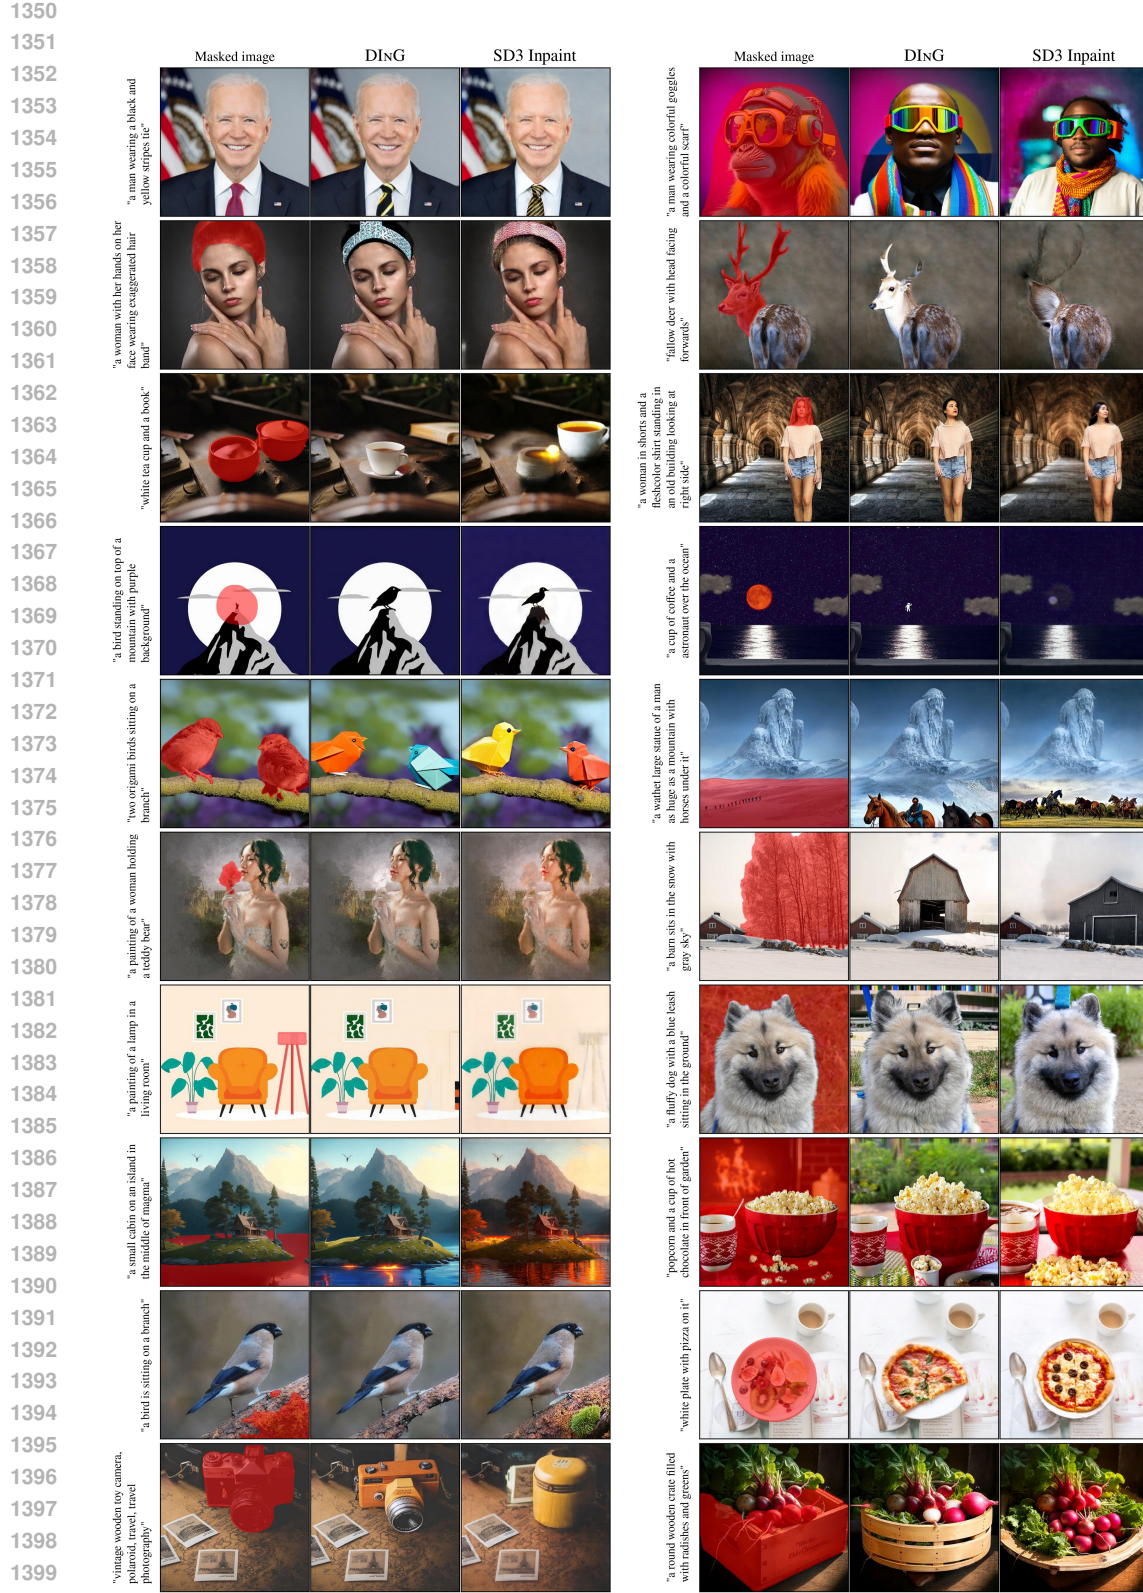 1350
1351
1352
1353
1354
1355
1356
1357
1358
1359
1360
1361
1362
1363
1364
1365
1366
1367
1368
1369
1370
1371
1372
1373
1374
1375
1376
1377
1378
1379
1380
1381
1382
1383
1384
1385
1386
1387
1388
1389
1390
1391
1392
1393
1394
1395
1396
1397
1398
1399
Masked image DING SD3 Inpaint
"a man wearing a black and
yellow stripes tie"
"a woman with her hands on her
face wearing exaggerated hair
band"
"white tea cup and a book"
"a bird standing on top of a
mountain with purple
background"
"two origami birds sitting on a
branch"
"a painting of a woman holding
a teddy bear"
"a painting of a lamp in a
living room"
"a small cabin on an island in
the middle of magma"
"a bird is sitting on a branch"
"vintage wooden toy camera,
polaroid, travel, travel
photography"
Masked image DING SD3 Inpaint
"a man wearing colorful goggles
and a colorful scarf"
"fallow deer with head facing
forwards"
"a woman in shorts and a
fleshcolor shirt standing in
an old building looking at
right side"
"a cup of coffee and a
astronaut over the ocean"
"a wathet large statue of a man
as huge as a mountain with
horses under it"
"a barn sits in the snow with
gray sky"
"a fluffy dog with a blue leash
sitting in the ground"
"popcorn and a cup of hot
chocolate in front of garden"
"white plate with pizza on it"
"a round wooden crate filled
with radishes and greens"